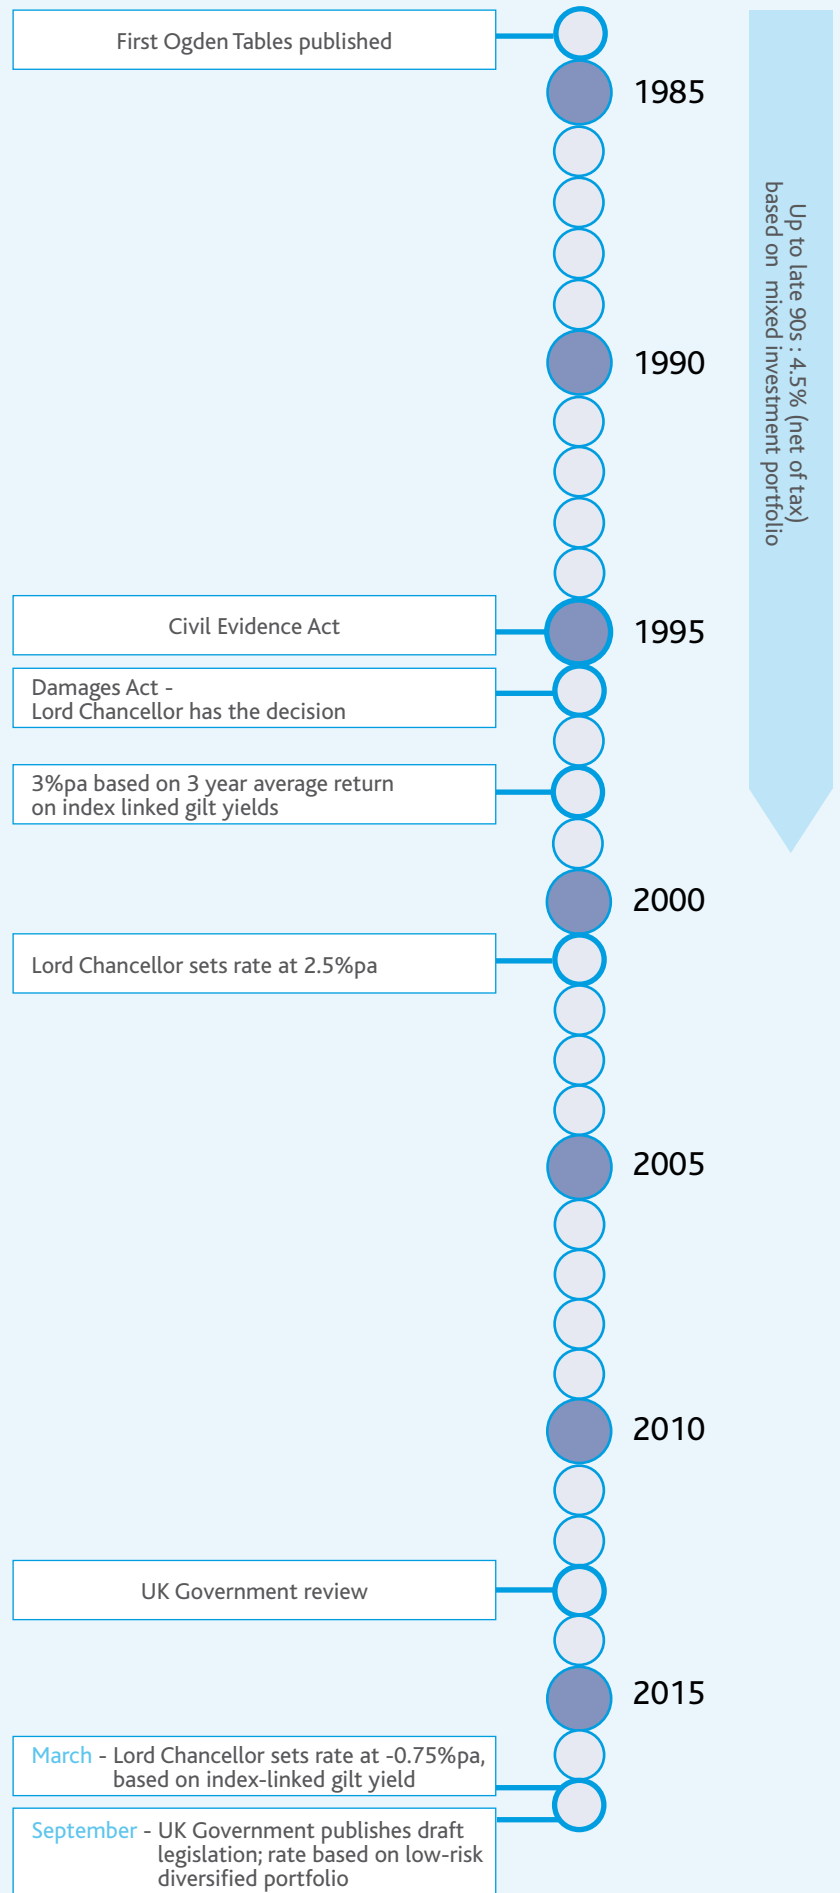 First Ogden Tables published
1985
Up to late 90s : 4.5% (net of tax)
based on mixed investment portfolio
1990
Civil Evidence Act
1995
Damages Act -
Lord Chancellor has the decision
3%pa based on 3 year average return
on index linked gilt yields
2000
Lord Chancellor sets rate at 2.5%pa
2005
2010
UK Government review
2015
March - Lord Chancellor sets rate at -0.75%pa,
based on index-linked gilt yield
September - UK Government publishes draft
legislation; rate based on low-risk
diversified portfolio